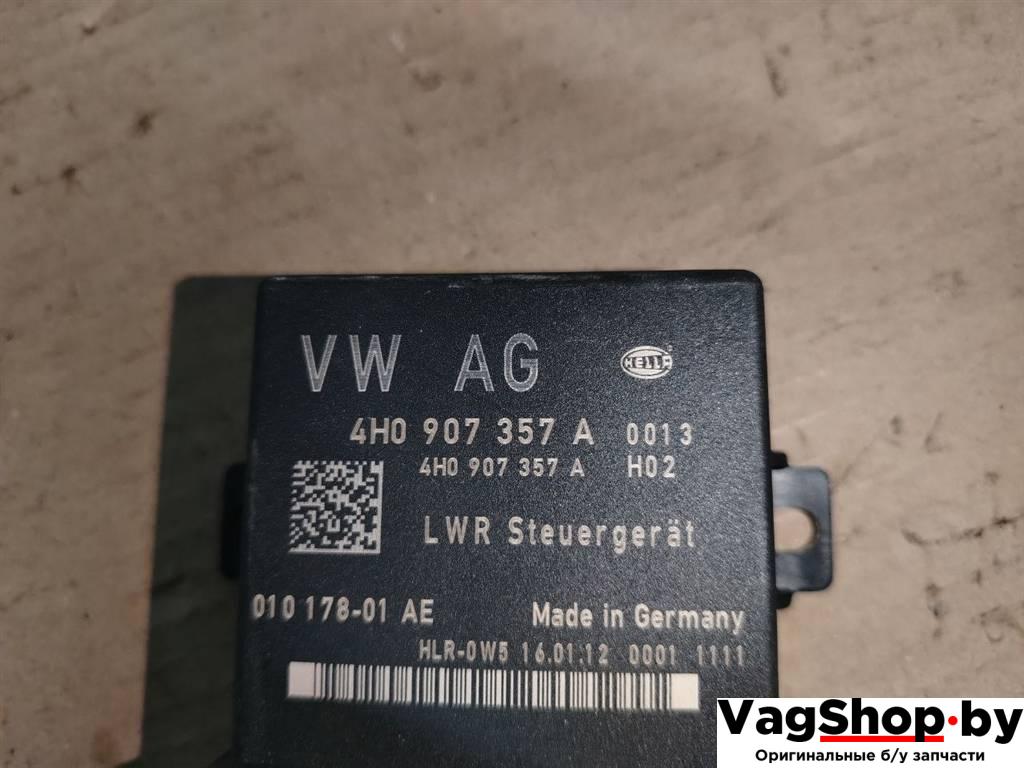 VW AG HELLA
4H0 907 357 A 0013
4H0 907 357 A H02
LWR Steuergerät
010 178-01 AE Made in Germany
HLR-0W5 16.01.12 0001 1111
VagShop.by
Оригинальные б/у запчасти